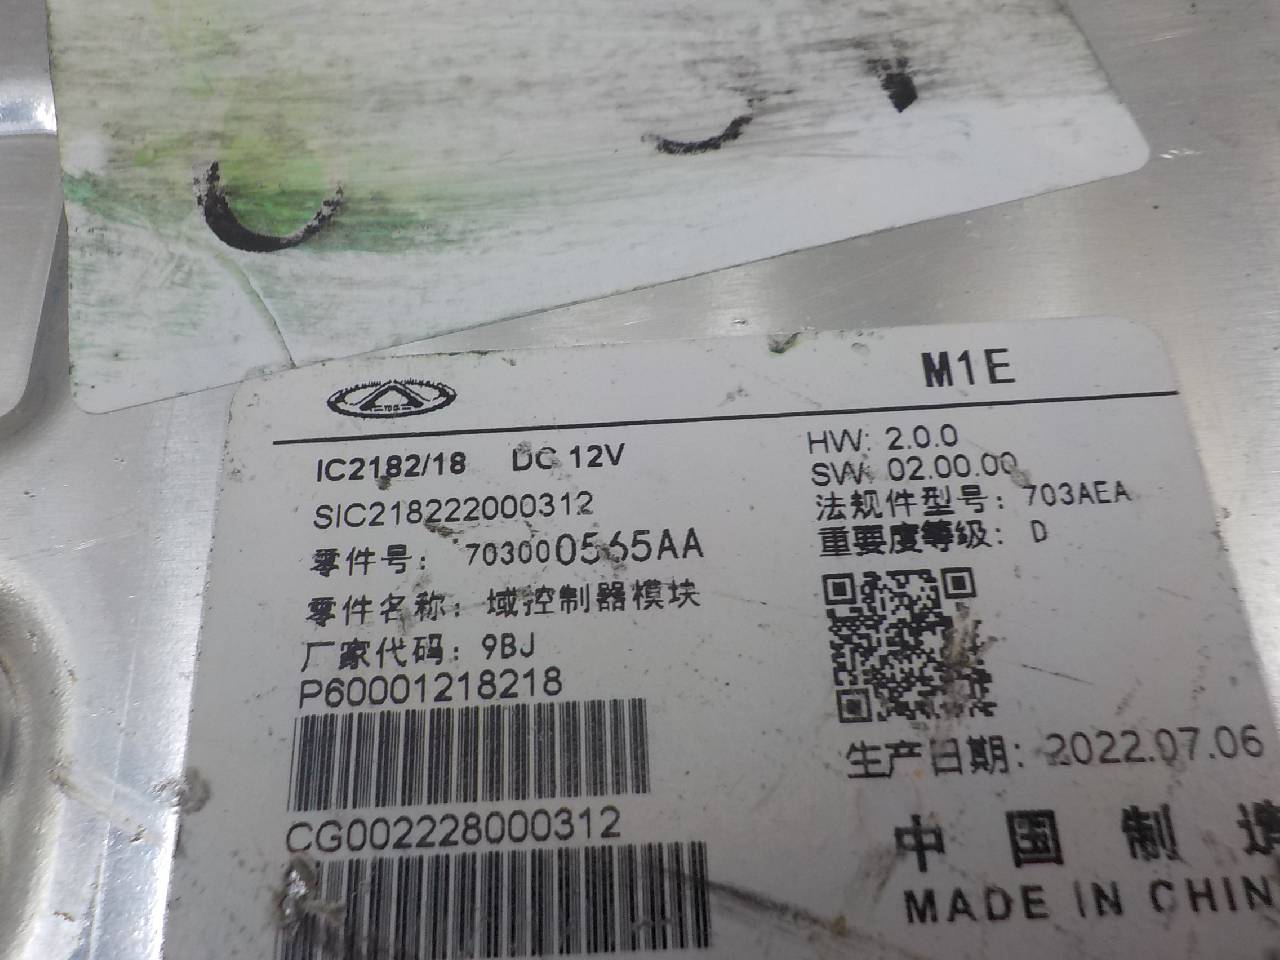 M1E
IC2182/18 DC 12V
HW: 2.0.0
SIC218222000312
SW: 02.00.00
零件号: 703000565AA
法规件型号: 703AEA
零件名称: 域控制器模块
重要度等级: D
厂家代码: 9BJ
P60001218218
生产日期: 2022.07.06
CG002228000312
中国制造
MADE IN CHIN